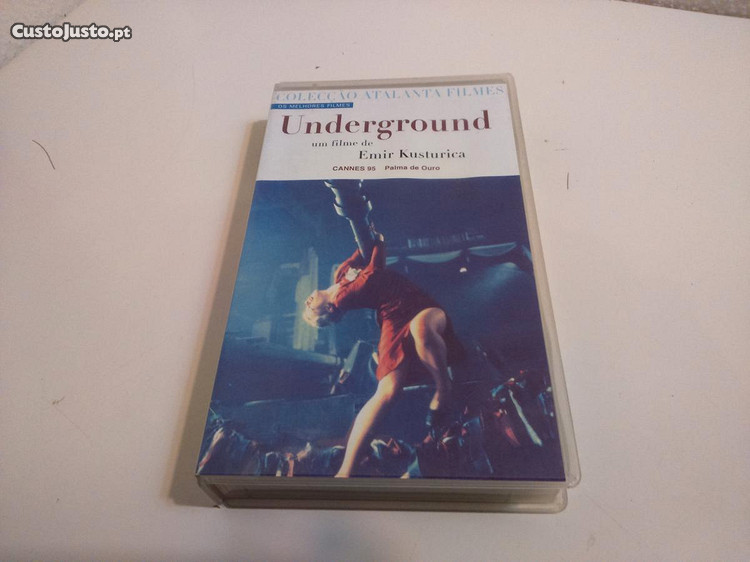 CustoJusto.pt
COLECÇÃO ATALANTA FILMES
OS MELHORES FILMES
Underground
um filme de
Emir Kusturica
CANNES 95 Palma de Ouro